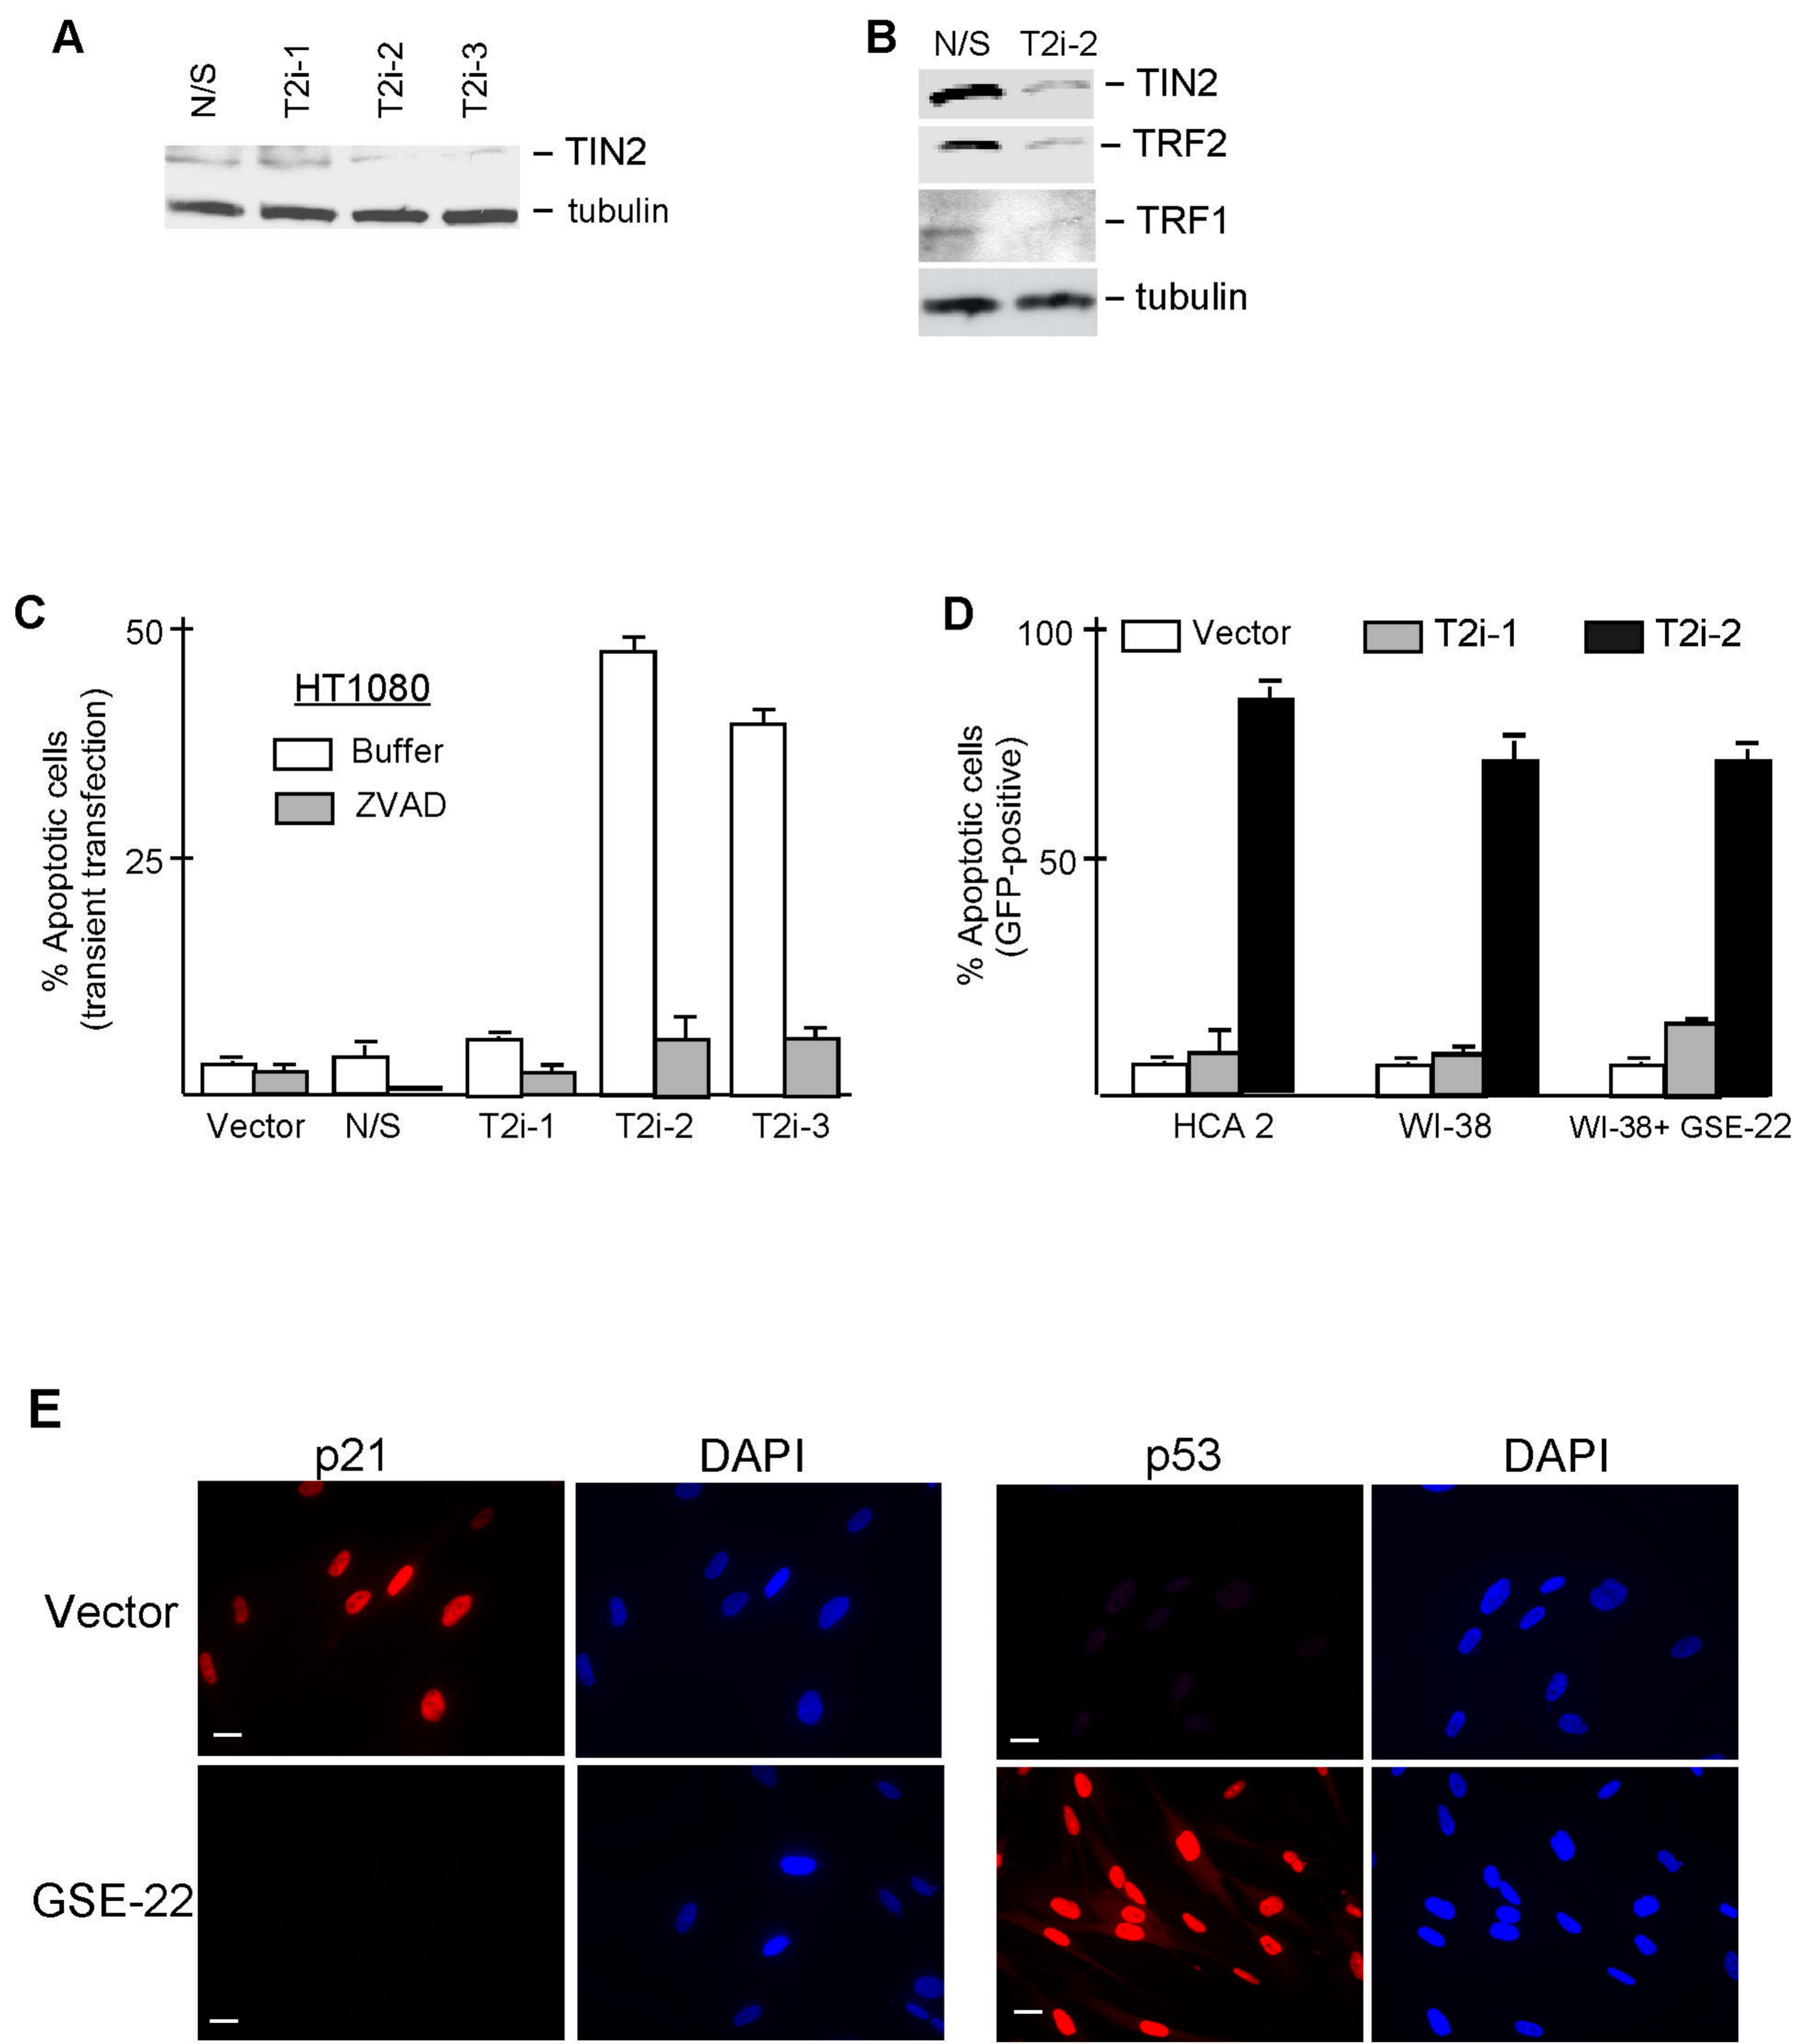 A
N/S
T2i-1
T2i-2
T2i-3
– TIN2
– tubulin
B
N/S T2i-2
– TIN2
– TRF2
– TRF1
– tubulin
C
% Apoptotic cells
(transient transfection)
50
25
HT1080
Buffer
ZVAD
Vector N/S T2i-1 T2i-2 T2i-3
D
% Apoptotic cells
(GFP-positive)
100
50
Vector T2i-1 T2i-2
HCA 2 WI-38 WI-38+ GSE-22
E
p21 DAPI p53 DAPI
Vector
GSE-22